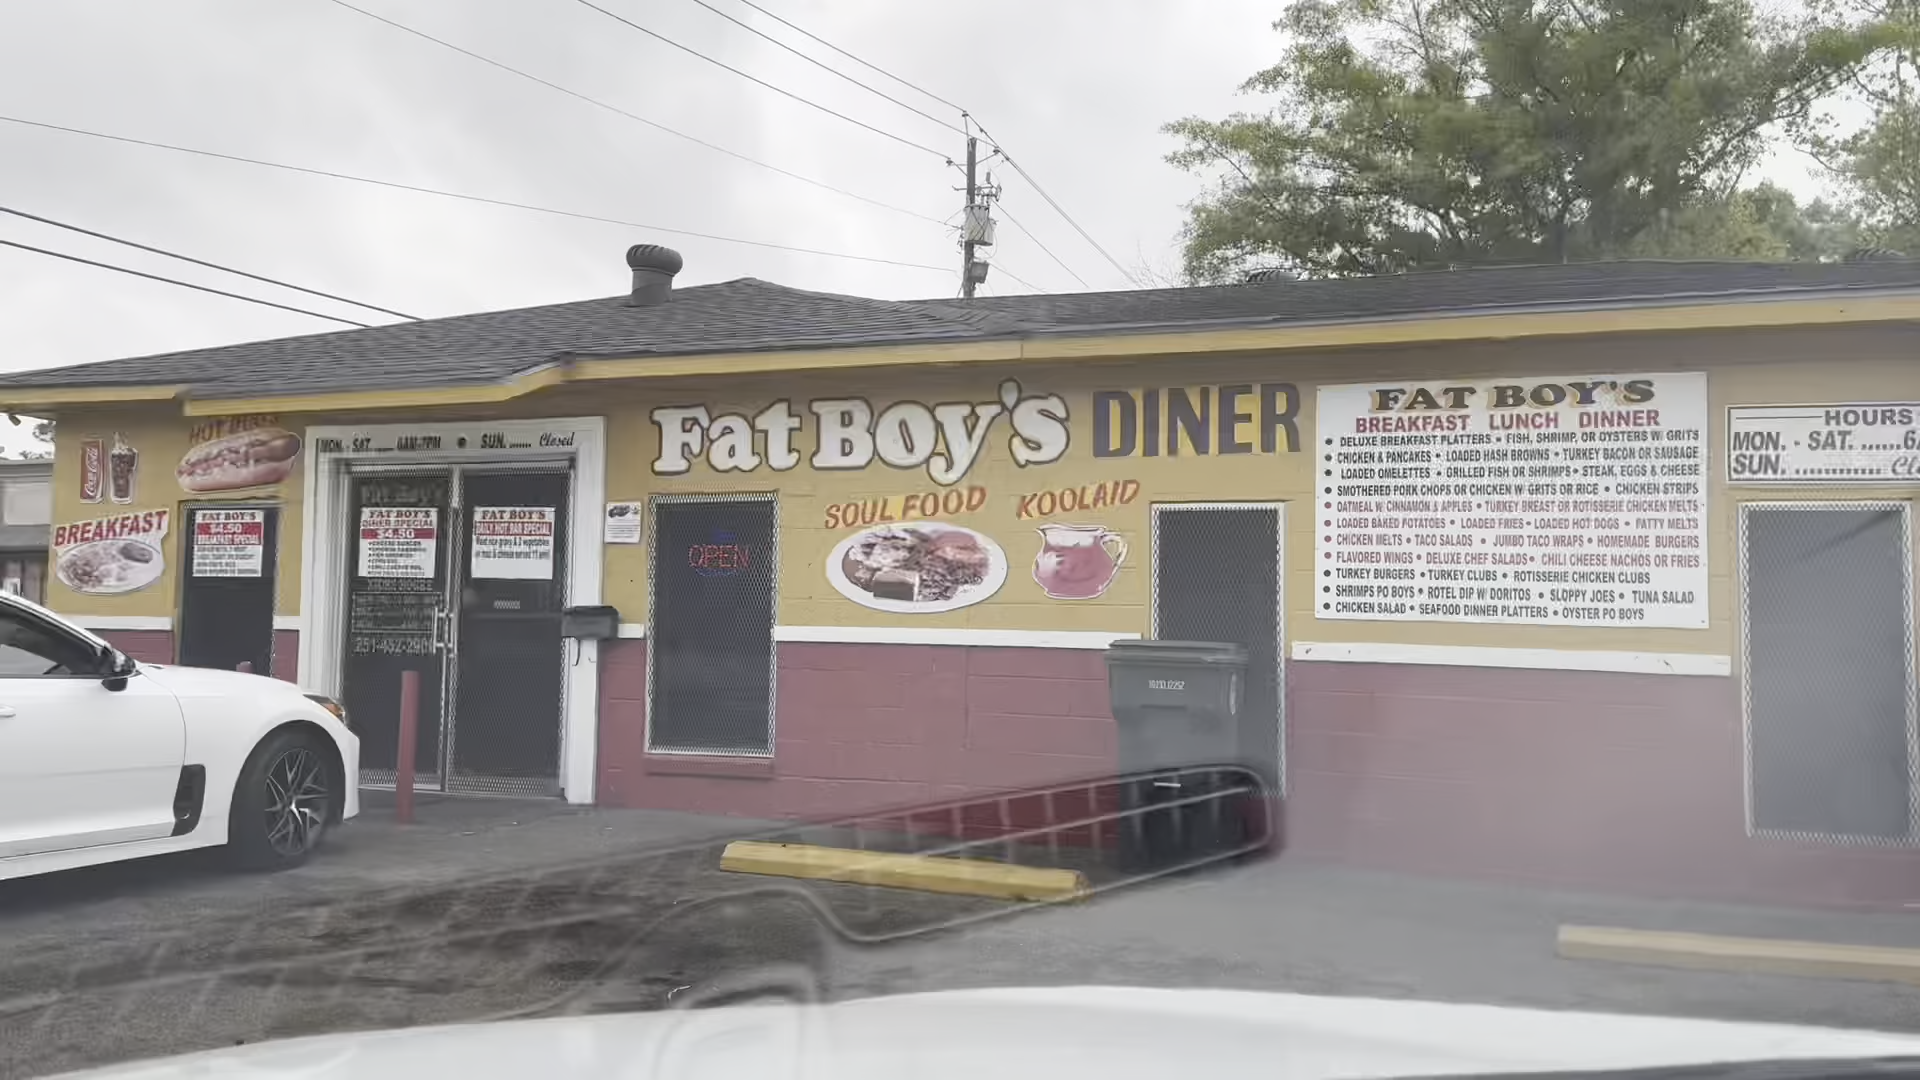 HOT DOGS
Coca-Cola
BREAKFAST
FAT BOY'S
$4.50
BREAKFAST SPECIAL
MON. - SAT. ..... 6AM-7PM • SUN. ...... Closed
FAT BOY'S
DINER SPECIAL
$4.50
FAT BOY'S
DAILY HOT BAR SPECIAL
OPEN
Fat Boy's DINER
SOUL FOOD
KOOLAID
FAT BOY'S
BREAKFAST LUNCH DINNER
• DELUXE BREAKFAST PLATTERS • FISH, SHRIMP, OR OYSTERS W/ GRITS
• CHICKEN & PANCAKES • LOADED HASH BROWNS • TURKEY BACON OR SAUSAGE
• LOADED OMELETTES • GRILLED FISH OR SHRIMPS • STEAK, EGGS & CHEESE
• SMOTHERED PORK CHOPS OR CHICKEN W/ GRITS OR RICE • CHICKEN STRIPS
• OATMEAL W/ CINNAMON & APPLES • TURKEY BREAST OR ROTISSERIE CHICKEN MELTS
• LOADED BAKED POTATOES • LOADED FRIES • LOADED HOT DOGS • FATTY MELTS
• CHICKEN MELTS • TACO SALADS • JUMBO TACO WRAPS • HOMEMADE BURGERS
• FLAVORED WINGS • DELUXE CHEF SALADS • CHILI CHEESE NACHOS OR FRIES
• TURKEY BURGERS • TURKEY CLUBS • ROTISSERIE CHICKEN CLUBS
• SHRIMPS PO BOYS • ROTEL DIP W/ DORITOS • SLOPPY JOES • TUNA SALAD
• CHICKEN SALAD • SEAFOOD DINNER PLATTERS • OYSTER PO BOYS
HOURS
MON. - SAT. ......6
SUN. ............ Cl